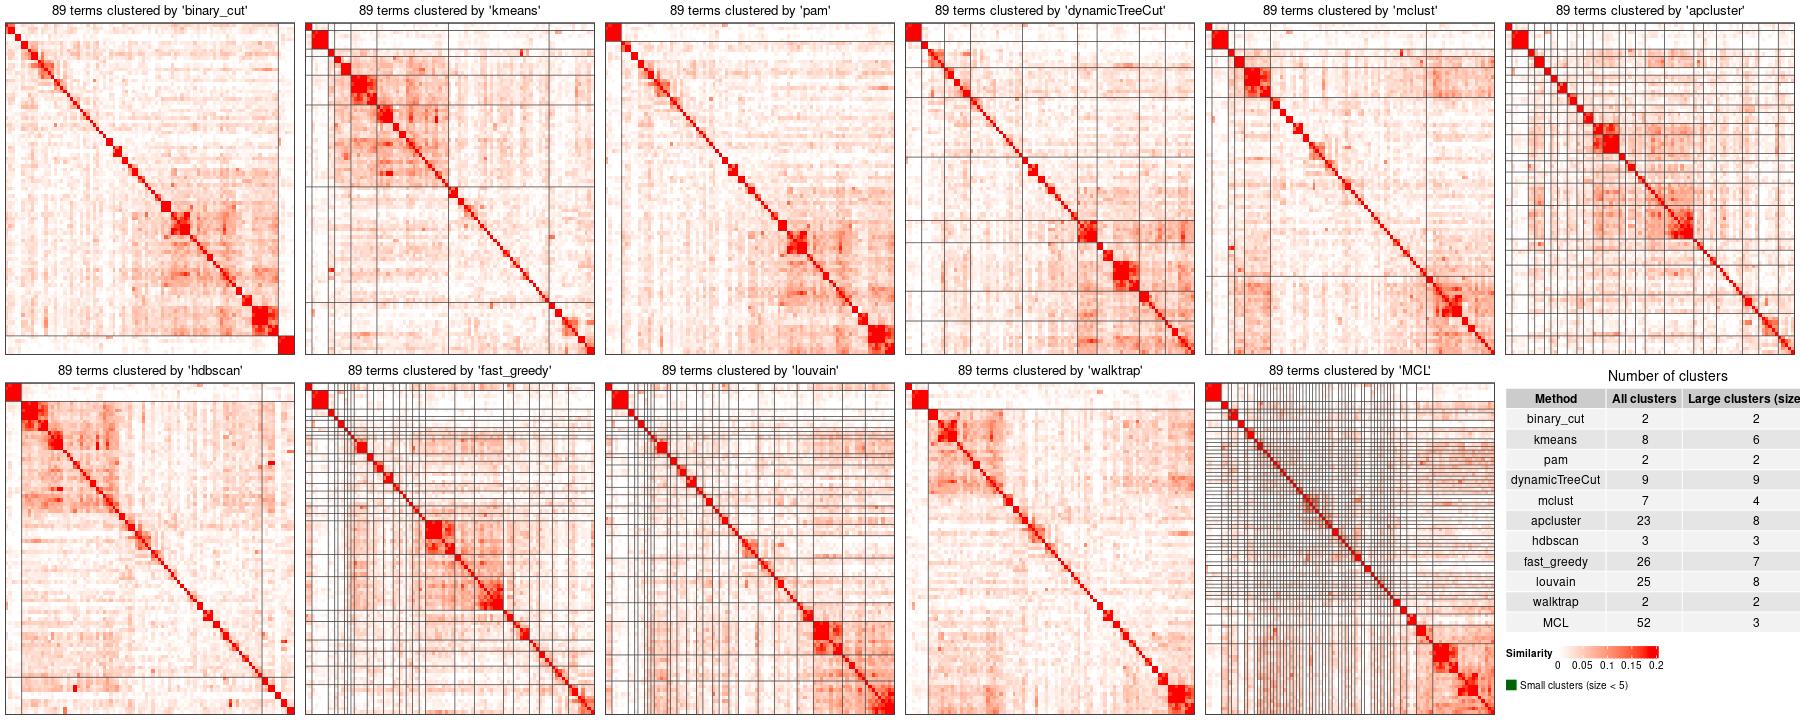 89 terms clustered by 'binary_cut'
89 terms clustered by 'kmeans'
89 terms clustered by 'pam'
89 terms clustered by 'dynamicTreeCut'
89 terms clustered by 'mclust'
89 terms clustered by 'apcluster'
89 terms clustered by 'hdbscan'
89 terms clustered by 'fast_greedy'
89 terms clustered by 'louvain'
89 terms clustered by 'walktrap'
89 terms clustered by 'MCL'
Number of clusters
Method All clusters Large clusters (size
binary_cut 2 2
kmeans 8 6
pam 2 2
dynamicTreeCut 9 9
mclust 7 4
apcluster 23 8
hdbscan 3 3
fast_greedy 26 7
louvain 25 8
walktrap 2 2
MCL 52 3
Similarity
0 0.05 0.1 0.15 0.2
Small clusters (size < 5)